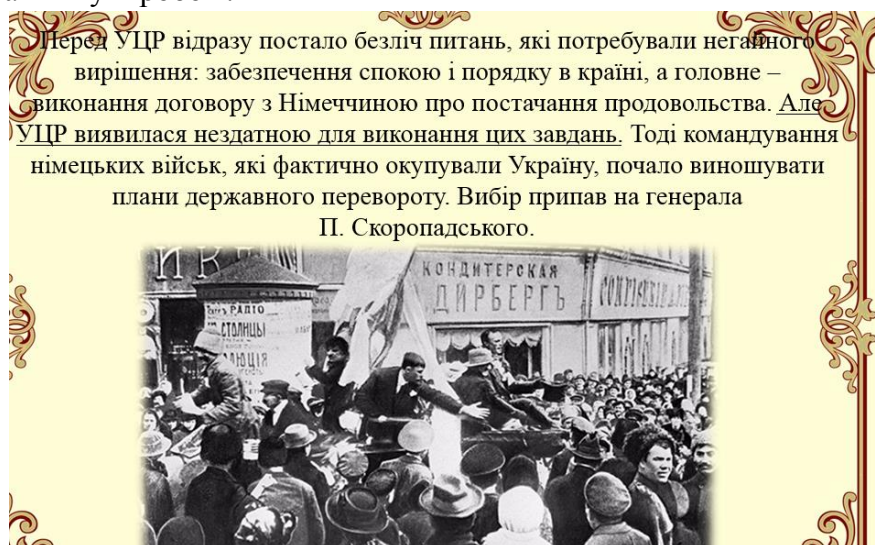 Перед УЦР відразу постало безліч питань, які потребували негайного
вирішення: забезпечення спокою і порядку в країні, а головне –
виконання договору з Німеччиною про постачання продовольства. Але
УЦР виявилася нездатною для виконання цих завдань. Тоді командування
німецьких військ, які фактично окупували Україну, почало виношувати
плани державного перевороту. Вибір припав на генерала
П. Скоропадського.
КОНДИТЕРСКАЯ
ДИРБЕРГЪ
РАДІО
СТОЛИЦЫ